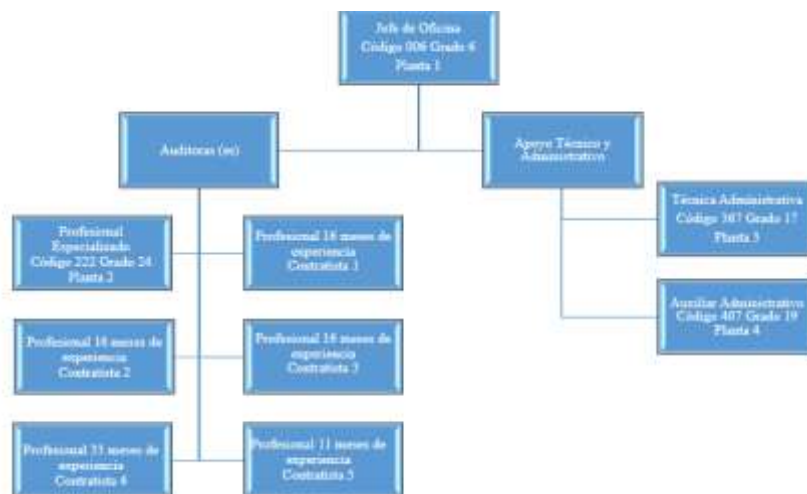 Jefe de Oficina
Código 006 Grado 6
Planta 1
Auditoras (es)
Apoyo Técnico y
Administrativo
Profesional
Especializado
Código 222 Grado 24
Planta 2
Profesional 16 meses de
experiencia
Contratista 1
Técnica Administrativa
Código 367 Grado 17
Planta 3
Profesional 16 meses de
experiencia
Contratista 2
Profesional 16 meses de
experiencia
Contratista 3
Auxiliar Administrativo
Código 407 Grado 19
Planta 4
Profesional 33 meses de
experiencia
Contratista 4
Profesional 11 meses de
experiencia
Contratista 5